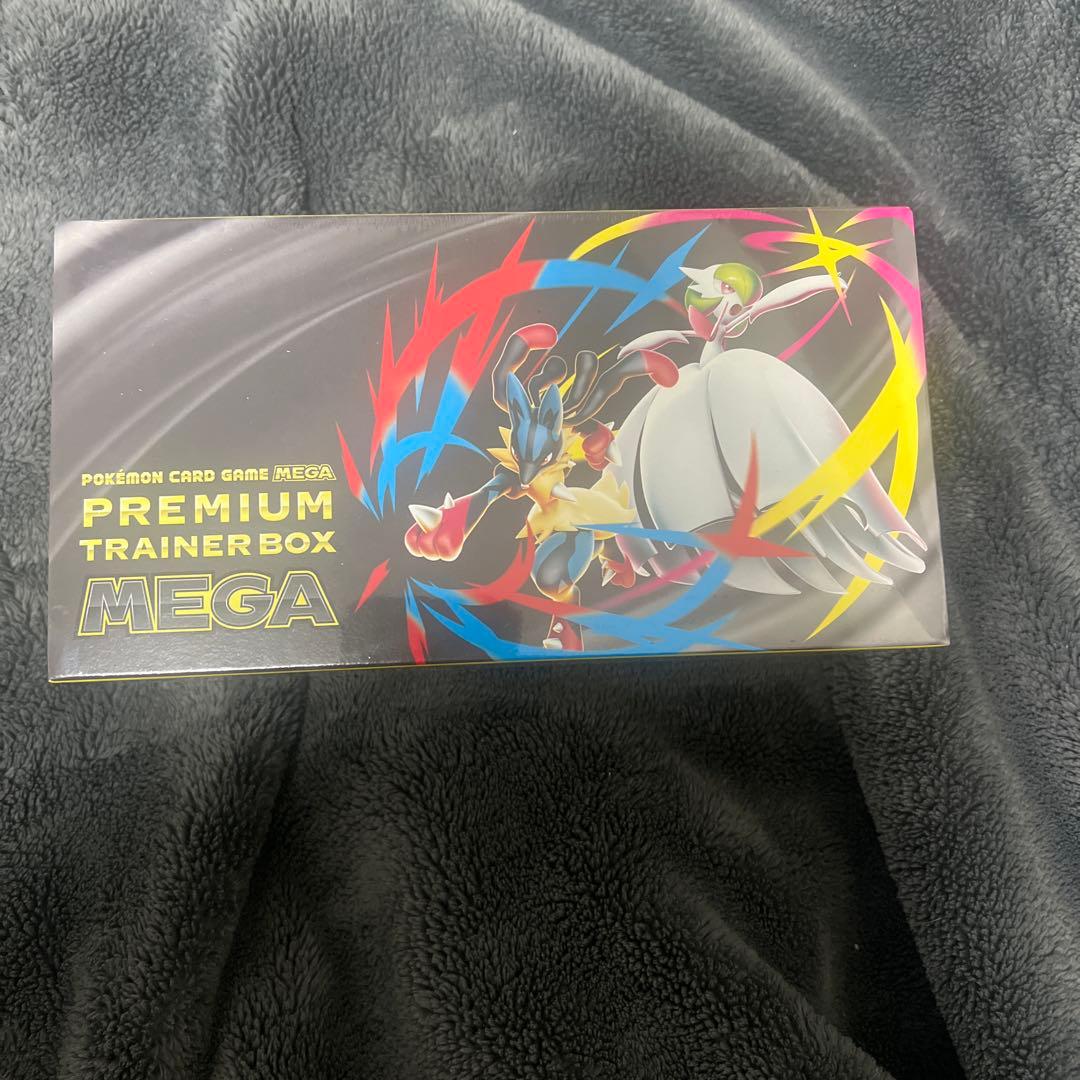 POKÉMON CARD GAME MEGA
PREMIUM
TRAINER BOX
MEGA